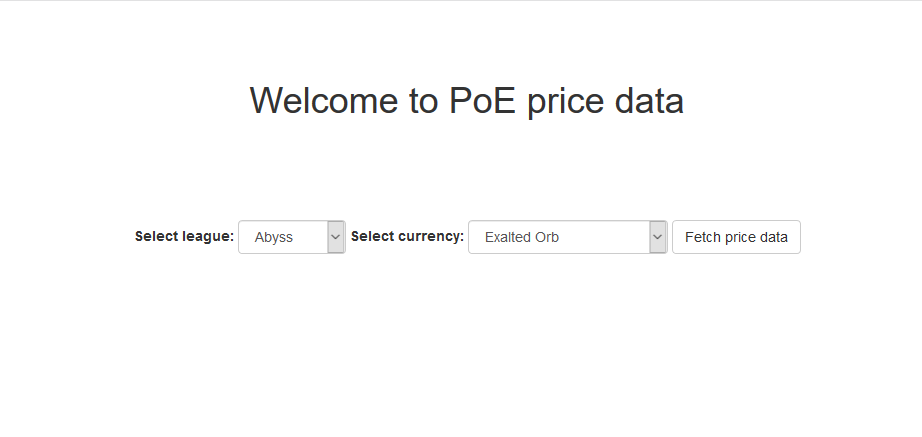 Welcome to PoE price data
Select league: Abyss Select currency: Exalted Orb Fetch price data